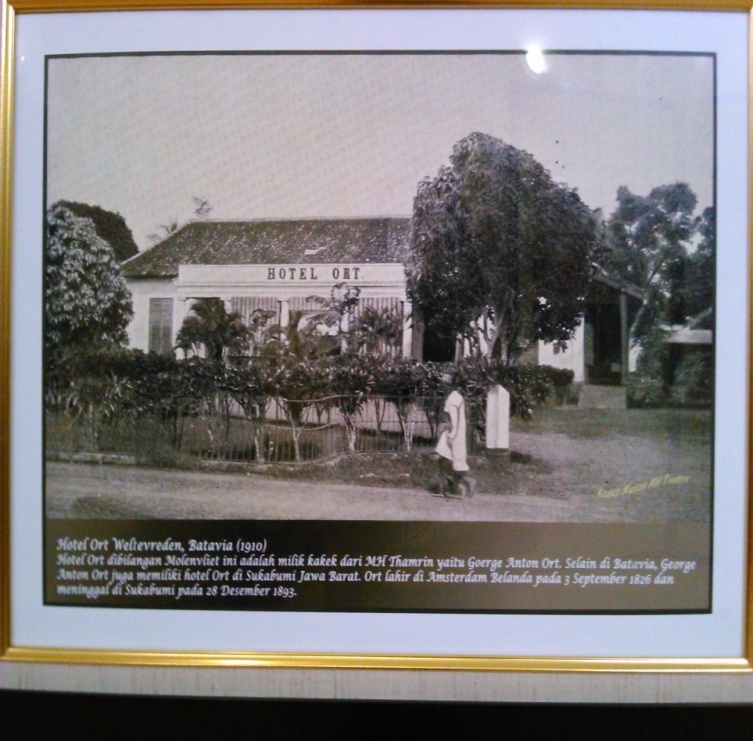 HOTEL ORT.
Hotel Ort Weltevreden, Batavia (1910)
Hotel Ort dibilangan Molenvliet ini adalah milik kakek dari MH Thamrin yaitu Goerge Anton Ort. Selain di Batavia, George
Anton Ort juga memiliki hotel Ort di Sukabumi Jawa Barat. Ort lahir di Amsterdam Belanda pada 3 September 1826 dan
meninggal di Sukabumi pada 28 Desember 1893.